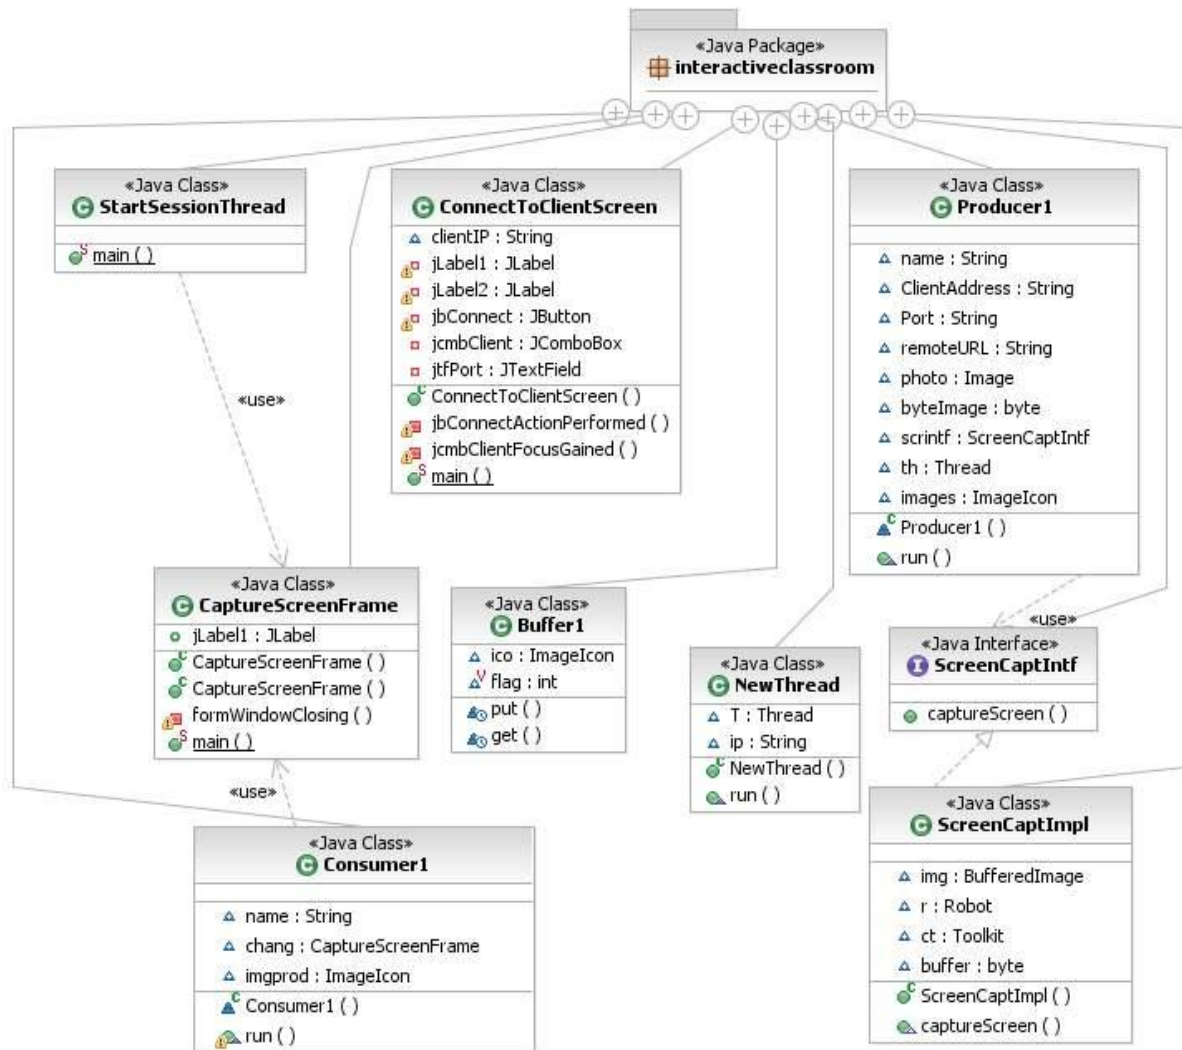 «Java Package»
interactiveclassroom
«Java Class»
StartSessionThread
main ( )
«Java Class»
ConnectToClientScreen
clientIP : String
jLabel1 : JLabel
jLabel2 : JLabel
jbConnect : JButton
jcmbClient : JComboBox
jtfPort : JTextField
ConnectToClientScreen ( )
jbConnectActionPerformed ( )
jcmbClientFocusGained ( )
main ( )
«Java Class»
Producer1
name : String
ClientAddress : String
Port : String
remoteURL : String
photo : Image
byteImage : byte
scrintf : ScreenCaptIntf
th : Thread
images : ImageIcon
Producer1 ( )
run ( )
«use»
«Java Class»
CaptureScreenFrame
jLabel1 : JLabel
CaptureScreenFrame ( )
CaptureScreenFrame ( )
formWindowClosing ( )
main ( )
«Java Class»
Buffer1
ico : ImageIcon
flag : int
put ( )
get ( )
«Java Class»
NewThread
T : Thread
ip : String
NewThread ( )
run ( )
«use»
«Java Interface»
ScreenCaptIntf
captureScreen ( )
«use»
«Java Class»
Consumer1
name : String
chang : CaptureScreenFrame
imgprod : ImageIcon
Consumer1 ( )
run ( )
«Java Class»
ScreenCaptImpl
img : BufferedImage
r : Robot
ct : Toolkit
buffer : byte
ScreenCaptImpl ( )
captureScreen ( )